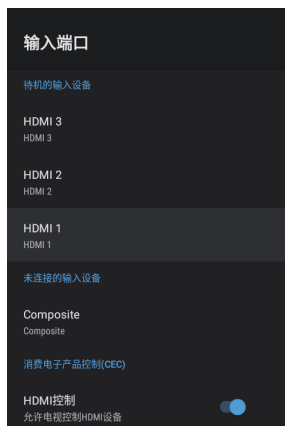 输入端口
待机的输入设备
HDMI 3
HDMI 3
HDMI 2
HDMI 2
HDMI 1
HDMI 1
未连接的输入设备
Composite
Composite
消费电子产品控制(CEC)
HDMI控制
允许电视控制HDMI设备